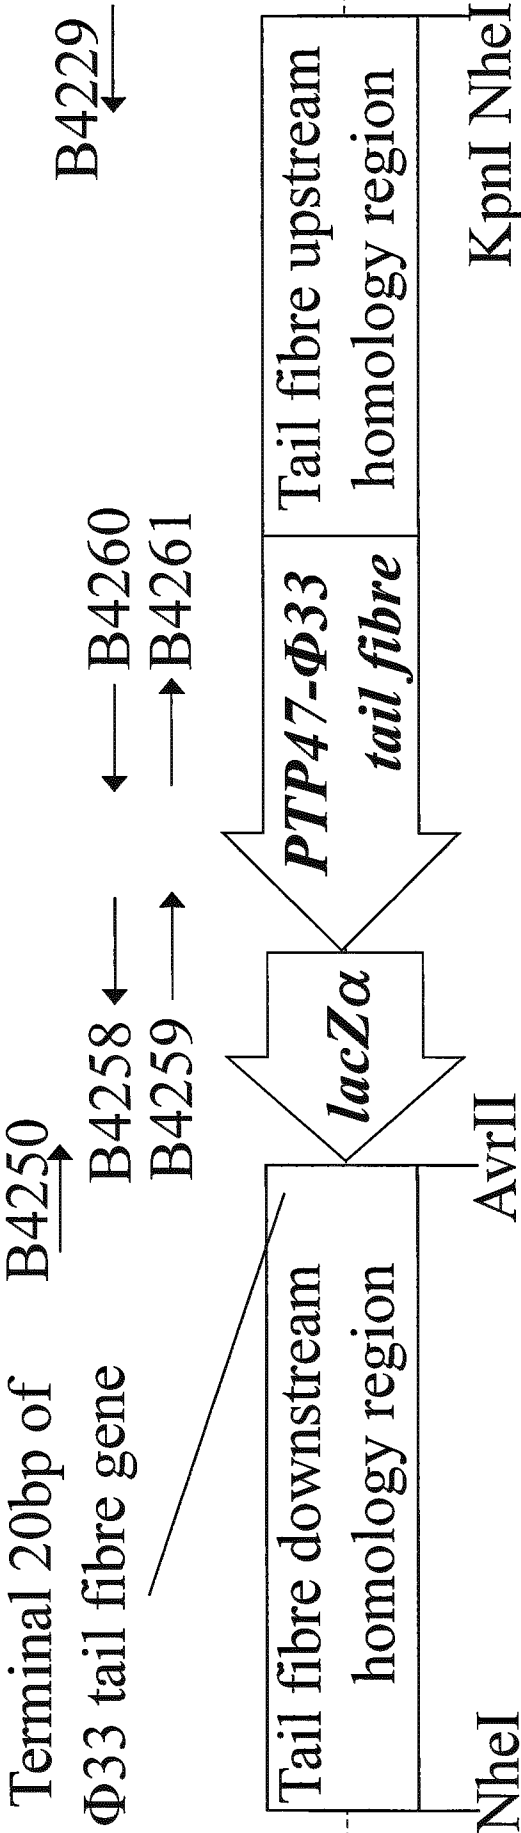 Terminal 20bp of
Φ33 tail fibre gene
B4250
B4229
B4258
B4260
B4259
B4261
Tail fibre downstream
homology region
lacZα
PTP47-Φ33
tail fibre
Tail fibre upstream
homology region
NheI
AvrII
KpnI NheI